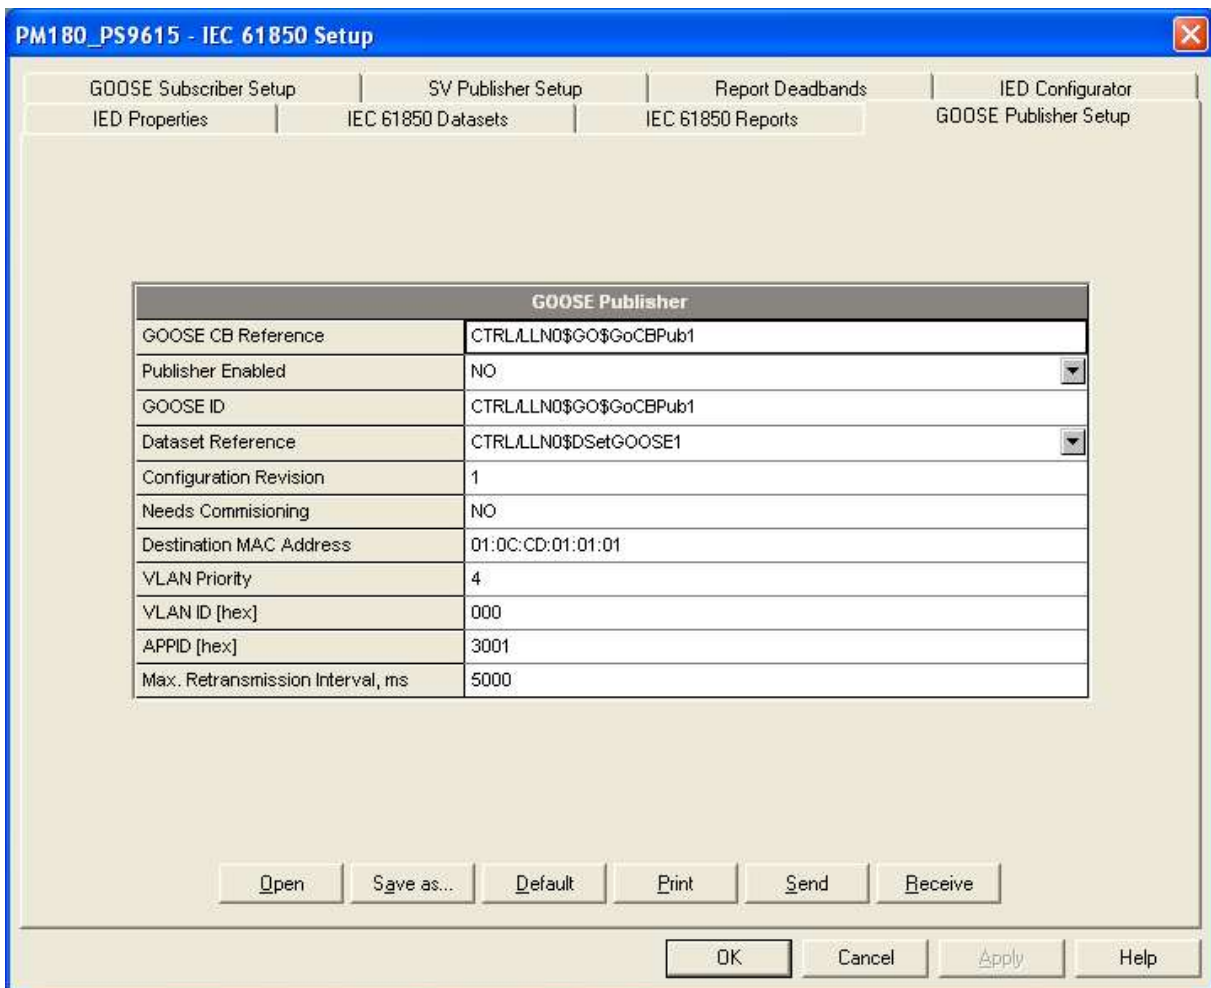 PM180_PS9615 - IEC 61850 Setup
GOOSE Subscriber Setup SV Publisher Setup Report Deadbands IED Configurator
IED Properties IEC 61850 Datasets IEC 61850 Reports GOOSE Publisher Setup
GOOSE Publisher
GOOSE CB Reference CTRL/LLN0$GO$GoCBPub1
Publisher Enabled NO
GOOSE ID CTRL/LLN0$GO$GoCBPub1
Dataset Reference CTRL/LLN0$DSetGOOSE1
Configuration Revision 1
Needs Commisioning NO
Destination MAC Address 01:0C:CD:01:01:01
VLAN Priority 4
VLAN ID [hex] 000
APPID [hex] 3001
Max. Retransmission Interval, ms 5000
Open Save as... Default Print Send Receive
OK Cancel Apply Help